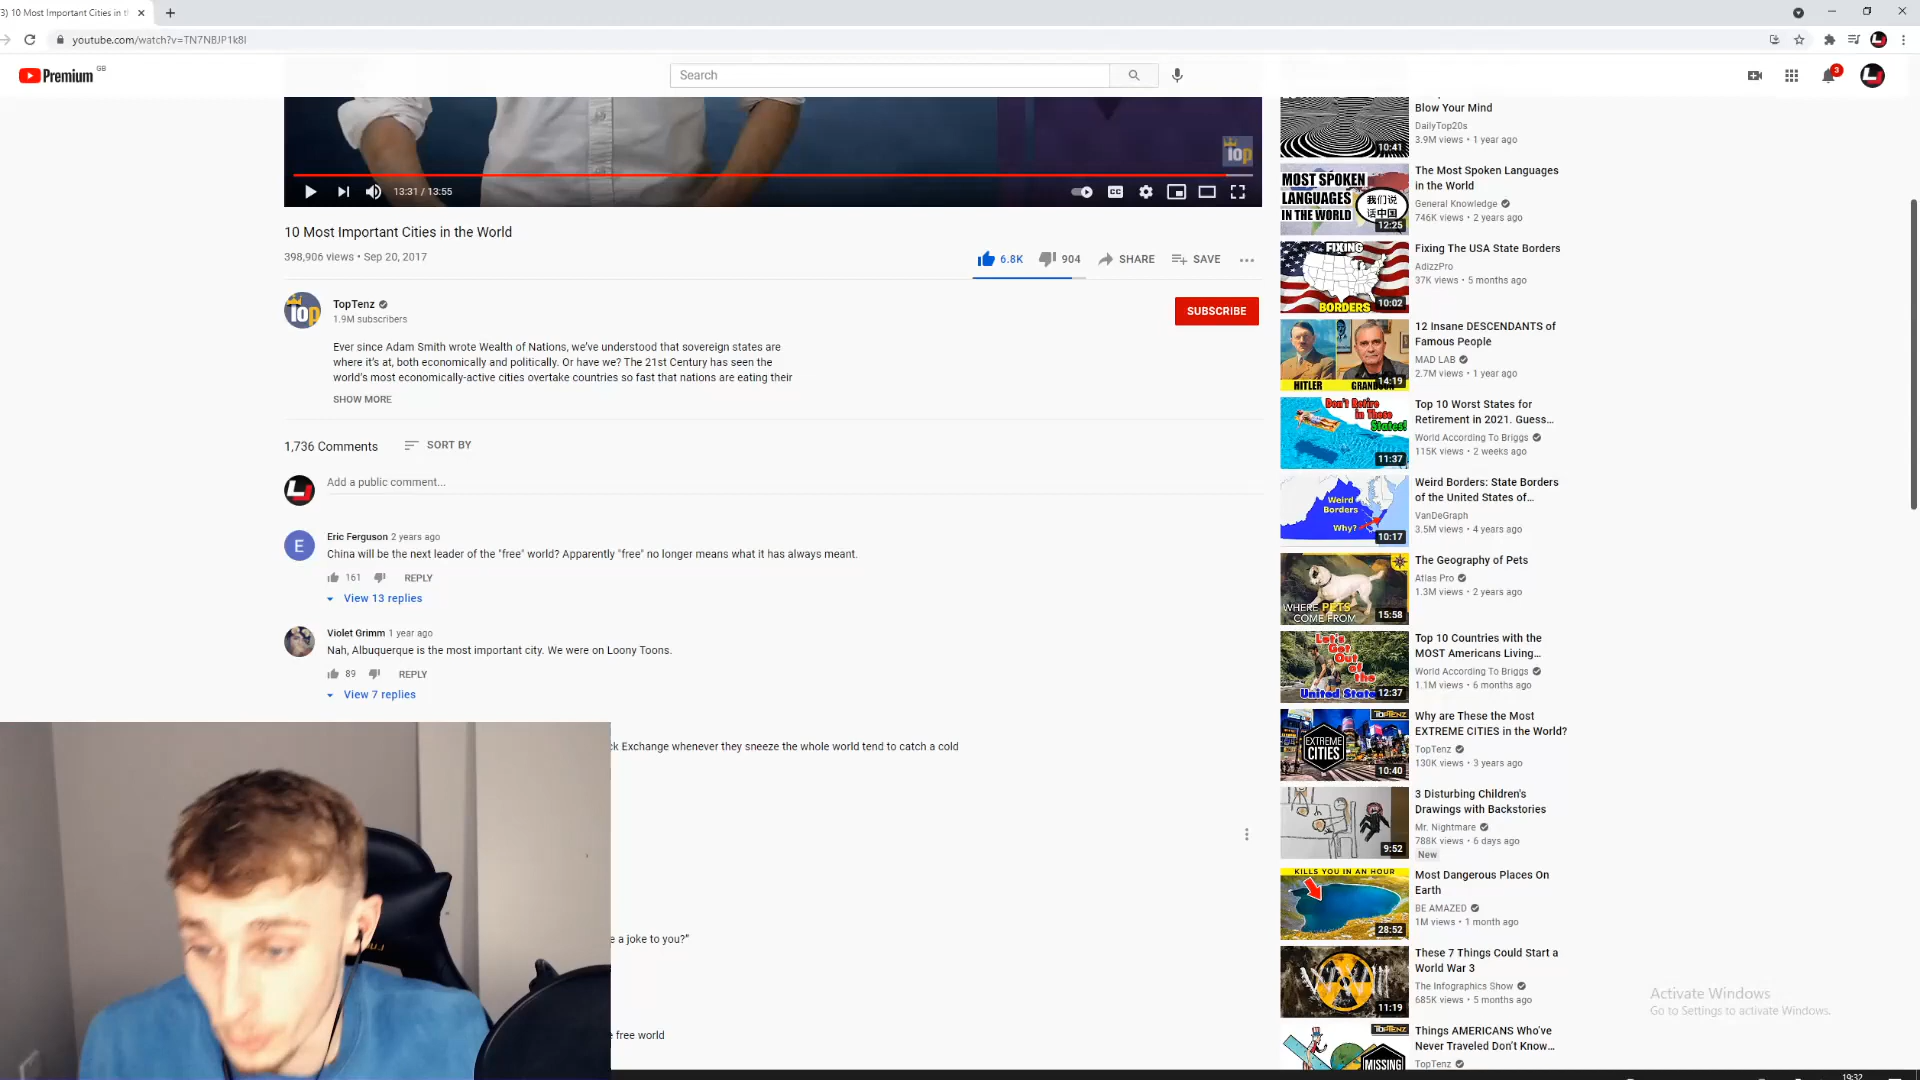 3) 10 Most Important Cities in t
youtube.com/watch?v=TN7NBJP1k8I
Premium GB
Search
3
13:31 / 13:55
CC
TOP
10 Most Important Cities in the World
398,906 views • Sep 20, 2017
6.8K 904 SHARE SAVE
TopTenz
1.9M subscribers
SUBSCRIBE
Ever since Adam Smith wrote Wealth of Nations, we've understood that sovereign states are
where it's at, both economically and politically. Or have we? The 21st Century has seen the
world's most economically-active cities overtake countries so fast that nations are eating their
SHOW MORE
1,736 Comments SORT BY
Add a public comment...
Eric Ferguson 2 years ago
China will be the next leader of the "free" world? Apparently "free" no longer means what it has always meant.
161 REPLY
View 13 replies
Violet Grimm 1 year ago
Nah, Albuquerque is the most important city. We were on Loony Toons.
89 REPLY
View 7 replies
k Exchange whenever they sneeze the whole world tend to catch a cold
e a joke to you?"
free world
Blow Your Mind
DailyTop20s
3.9M views • 1 year ago
10:41
MOST SPOKEN
LANGUAGES
IN THE WORLD
我们说
话中国
12:25
The Most Spoken Languages
in the World
General Knowledge
746K views • 2 years ago
FIXING
BORDERS
10:02
Fixing The USA State Borders
AdizzPro
37K views • 5 months ago
HITLER GRANDSON
14:19
12 Insane DESCENDANTS of
Famous People
MAD LAB
2.7M views • 1 year ago
Don't Retire
in These
States!
11:37
Top 10 Worst States for
Retirement in 2021. Guess...
World According To Briggs
115K views • 2 weeks ago
Weird
Borders
Why?
10:17
Weird Borders: State Borders
of the United States of...
VanDeGraph
3.5M views • 4 years ago
WHERE PETS
COME FROM
15:58
The Geography of Pets
Atlas Pro
1.3M views • 2 years ago
Let's
Get Out
of the
United State
12:37
Top 10 Countries with the
MOST Americans Living...
World According To Briggs
1.1M views • 6 months ago
TOPTENZ
EXTREME
CITIES
10:40
Why are These the Most
EXTREME CITIES in the World?
TopTenz
130K views • 3 years ago
9:52
3 Disturbing Children's
Drawings with Backstories
Mr. Nightmare
788K views • 6 days ago
New
KILLS YOU IN AN HOUR
28:52
Most Dangerous Places On
Earth
BE AMAZED
1M views • 1 month ago
WWIII
11:19
These 7 Things Could Start a
World War 3
The Infographics Show
685K views • 5 months ago
TOPTENZ
MISSING
Things AMERICANS Who've
Never Traveled Don't Know...
TopTenz
Activate Windows
Go to Settings to activate Windows.
19:32